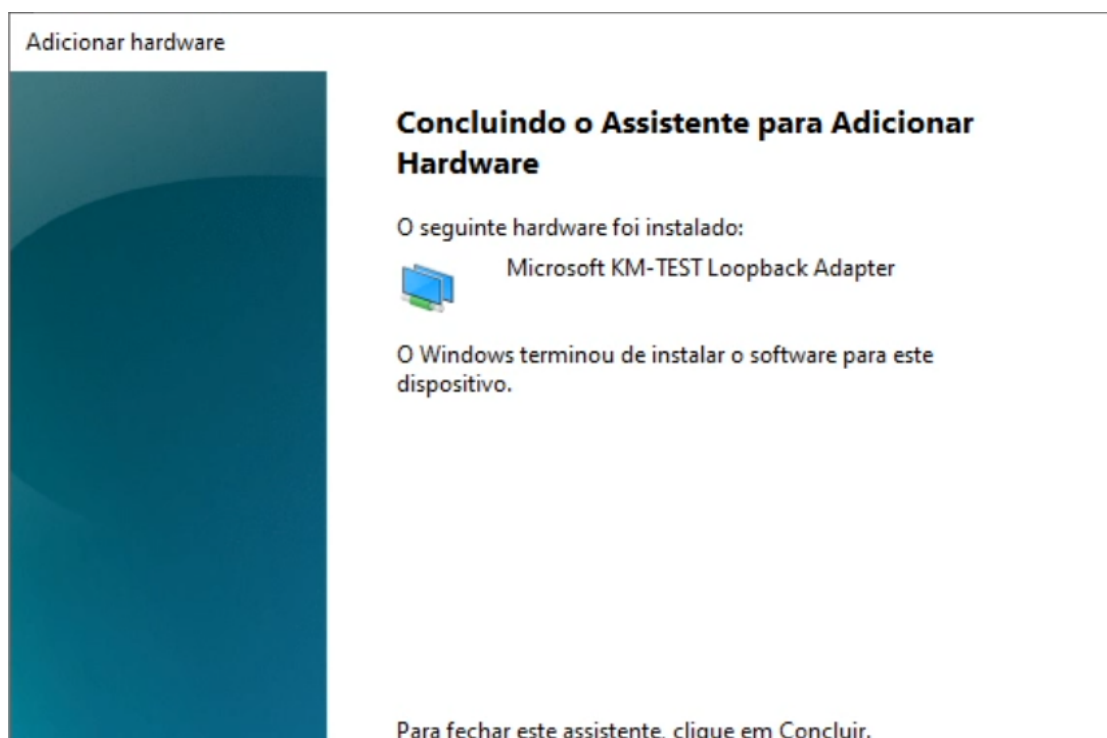 Adicionar hardware
Concluindo o Assistente para Adicionar
Hardware
O seguinte hardware foi instalado:
Microsoft KM-TEST Loopback Adapter
O Windows terminou de instalar o software para este
dispositivo.
Para fechar este assistente, clique em Concluir.